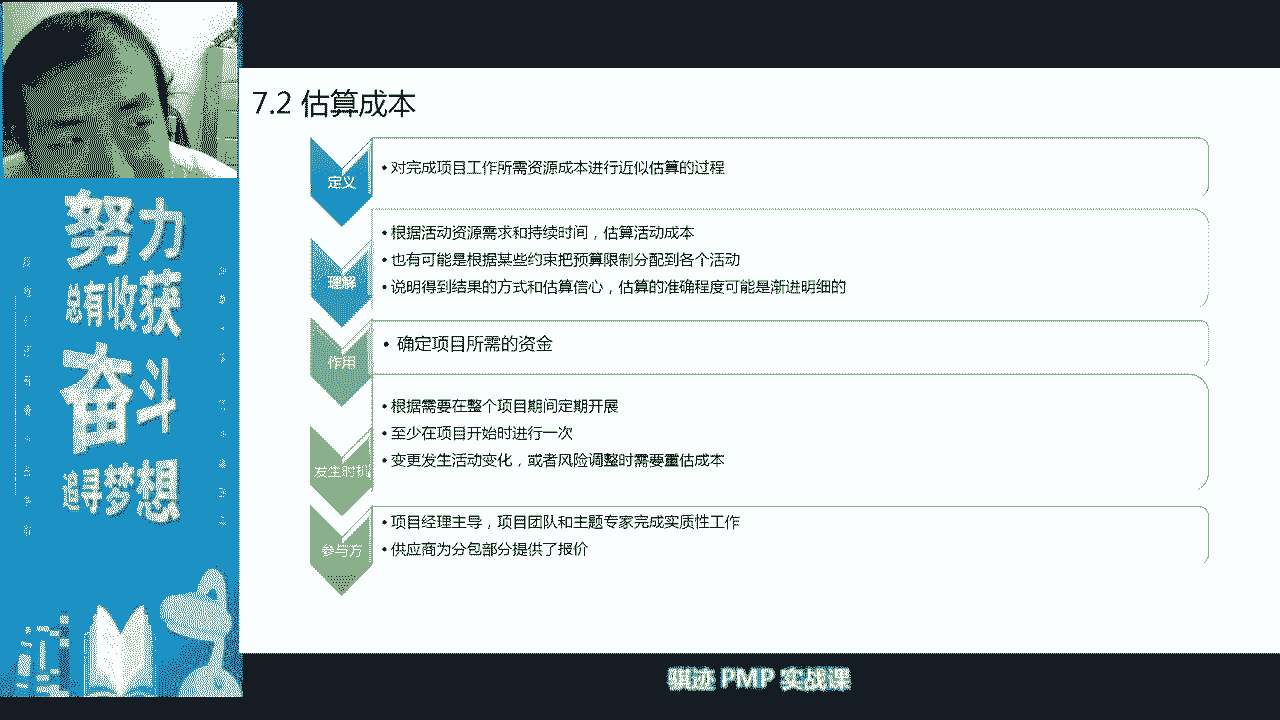 7.2 估算成本
定义
• 对完成项目工作所需资源成本进行近似估算的过程
理解
• 根据活动资源需求和持续时间，估算活动成本
• 也有可能是根据某些约束把预算限制分配到各个活动
• 说明得到结果的方式和估算信心，估算的准确程度可能是渐进明细的
作用
• 确定项目所需的资金
发生时机
• 根据需要在整个项目期间定期开展
• 至少在项目开始时进行一次
• 变更发生活动变化，或者风险调整时需要重估成本
参与方
• 项目经理主导，项目团队和主题专家完成实质性工作
• 供应商为分包部分提供了报价
努力
总有收获
奋斗
追寻梦想
骐迹 PMP 实战课